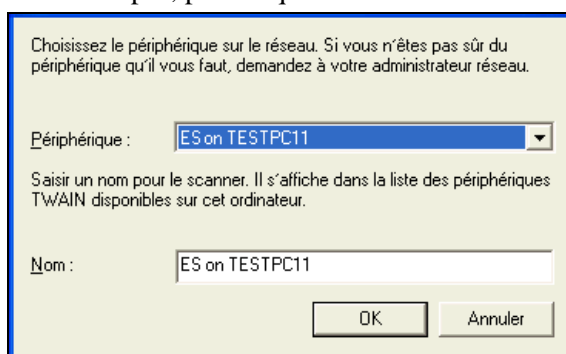 Choisissez le périphérique sur le réseau. Si vous n´êtes pas sûr du
périphérique qu´il vous faut, demandez à votre administrateur réseau.
Périphérique : ES on TESTPC11
Saisir un nom pour le scanner. Il s´affiche dans la liste des périphériques
TWAIN disponibles sur cet ordinateur.
Nom : ES on TESTPC11
OK Annuler